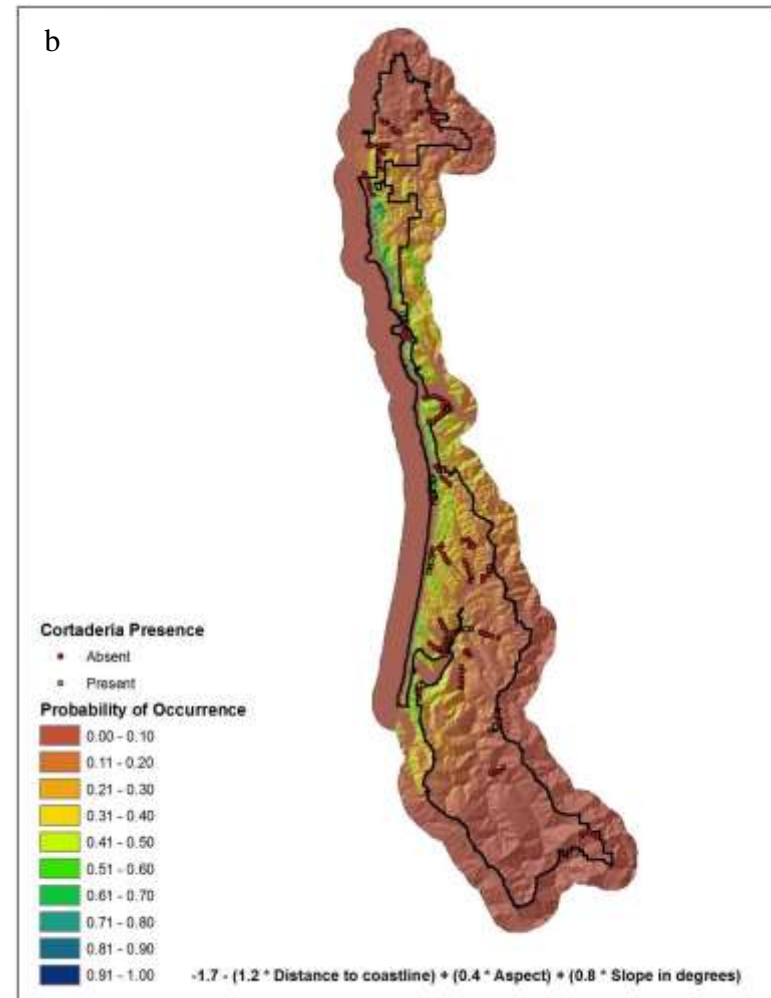 b
Cortaderia Presence
Absent
Present
Probability of Occurrence
0.00 - 0.10
0.11 - 0.20
0.21 - 0.30
0.31 - 0.40
0.41 - 0.50
0.51 - 0.60
0.61 - 0.70
0.71 - 0.80
0.81 - 0.90
0.91 - 1.00
-1.7 - (1.2 * Distance to coastline) + (0.4 * Aspect) + (0.8 * Slope in degrees)